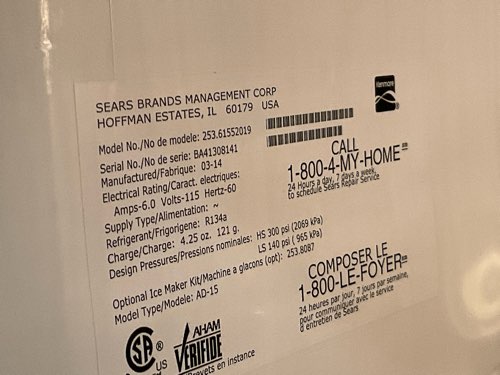 SEARS BRANDS MANAGEMENT CORP
HOFFMAN ESTATES, IL 60179 USA
Kenmore
Model No./No de modele: 253.61552019
Serial No./No de serie: BA41308141
Manufactured/Fabrique: 03-14
Electrical Rating/Caract. electriques:
Amps-6.0 Volts-115 Hertz-60
Supply Type/Alimentation: ~
Refrigerant/Frigorigene: R134a
Charge/Charge: 4.25 oz. 121 g.
Design Pressures/Pressions nominales: HS 300 psi (2069 kPa)
LS 140 psi ( 965 kPa)
Optional Ice Maker Kit/Machine a glacons (opt): 253.8087
Model Type/Modele: AD-15
CALL
1-800-4-MY-HOME
24 Hours a day, 7 days a week,
to schedule Sears Repair Service
COMPOSER LE
1-800-LE-FOYER
24 heures par jour, 7 jours par semaine,
pour communiquer avec le service
d entretien de Sears
SA
US
AHAM
VERIFIDE
Brevets en instance